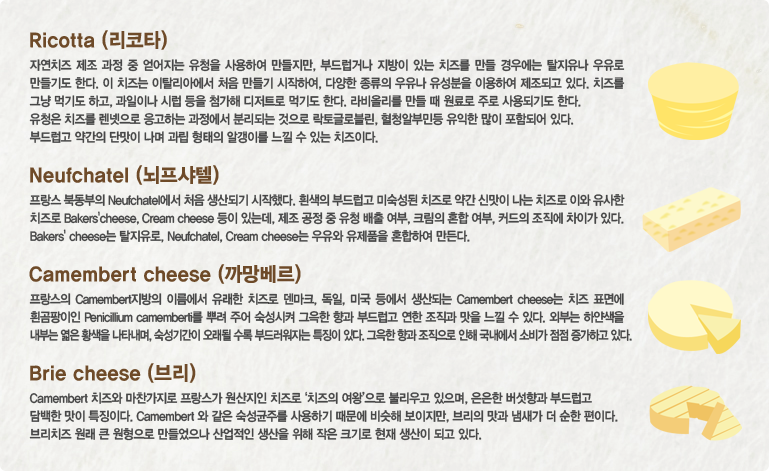 Ricotta (리코타)
자연치즈 제조 과정 중 얻어지는 유청을 사용하여 만들지만, 부드럽거나 지방이 있는 치즈를 만들 경우에는 탈지유나 우유로
만들기도 한다. 이 치즈는 이탈리아에서 처음 만들기 시작하여, 다양한 종류의 우유나 유성분을 이용하여 제조되고 있다. 치즈를
그냥 먹기도 하고, 과일이나 시럽 등을 첨가해 디저트로 먹기도 한다. 라비올리를 만들 때 원료로 주로 사용되기도 한다.
유청은 치즈를 렌넷으로 응고하는 과정에서 분리되는 것으로 락토글로블린, 혈청알부민등 유익한 많이 포함되어 있다.
부드럽고 약간의 단맛이 나며 과립 형태의 알갱이를 느낄 수 있는 치즈이다.
Neufchatel (뇌프샤텔)
프랑스 북동부의 Neufchatel에서 처음 생산되기 시작했다. 흰색의 부드럽고 미숙성된 치즈로 약간 신맛이 나는 치즈로 이와 유사한
치즈로 Bakers'cheese, Cream cheese 등이 있는데, 제조 공정 중 유청 배출 여부, 크림의 혼합 여부, 커드의 조직에 차이가 있다.
Bakers' cheese는 탈지유로, Neufchatel, Cream cheese는 우유와 유제품을 혼합하여 만든다.
Camembert cheese (까망베르)
프랑스의 Camembert지방의 이름에서 유래한 치즈로 덴마크, 독일, 미국 등에서 생산되는 Camembert cheese는 치즈 표면에
흰곰팡이인 Penicillium camemberti를 뿌려 주어 숙성시켜 그윽한 향과 부드럽고 연한 조직과 맛을 느낄 수 있다. 외부는 하얀색을
내부는 엷은 황색을 나타내며, 숙성기간이 오래될 수록 부드러워지는 특징이 있다. 그윽한 향과 조직으로 인해 국내에서 소비가 점점 증가하고 있다.
Brie cheese (브리)
Camembert 치즈와 마찬가지로 프랑스가 원산지인 치즈로 '치즈의 여왕'으로 불리우고 있으며, 은은한 버섯향과 부드럽고
담백한 맛이 특징이다. Camembert 와 같은 숙성균주를 사용하기 때문에 비슷해 보이지만, 브리의 맛과 냄새가 더 순한 편이다.
브리치즈 원래 큰 원형으로 만들었으나 산업적인 생산을 위해 작은 크기로 현재 생산이 되고 있다.